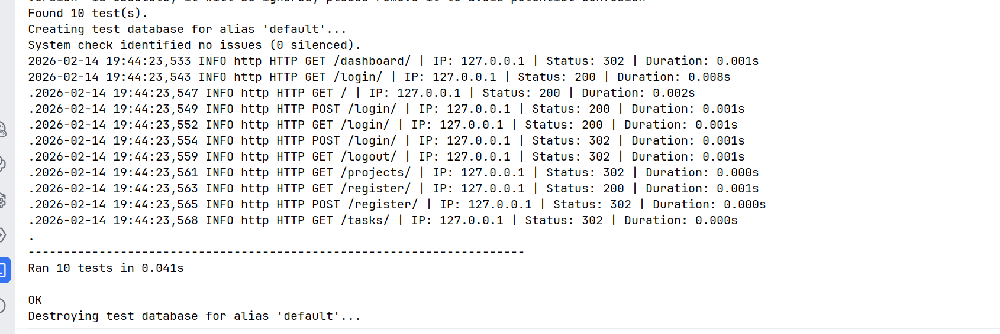 Found 10 test(s).
Creating test database for alias 'default'...
System check identified no issues (0 silenced).
2026-02-14 19:44:23,533 INFO http HTTP GET /dashboard/ | IP: 127.0.0.1 | Status: 302 | Duration: 0.001s
2026-02-14 19:44:23,543 INFO http HTTP GET /login/ | IP: 127.0.0.1 | Status: 200 | Duration: 0.008s
.2026-02-14 19:44:23,547 INFO http HTTP GET / | IP: 127.0.0.1 | Status: 200 | Duration: 0.002s
.2026-02-14 19:44:23,549 INFO http HTTP POST /login/ | IP: 127.0.0.1 | Status: 200 | Duration: 0.001s
.2026-02-14 19:44:23,552 INFO http HTTP GET /login/ | IP: 127.0.0.1 | Status: 200 | Duration: 0.001s
.2026-02-14 19:44:23,554 INFO http HTTP POST /login/ | IP: 127.0.0.1 | Status: 302 | Duration: 0.001s
.2026-02-14 19:44:23,559 INFO http HTTP GET /logout/ | IP: 127.0.0.1 | Status: 302 | Duration: 0.001s
.2026-02-14 19:44:23,561 INFO http HTTP GET /projects/ | IP: 127.0.0.1 | Status: 302 | Duration: 0.000s
.2026-02-14 19:44:23,563 INFO http HTTP GET /register/ | IP: 127.0.0.1 | Status: 200 | Duration: 0.001s
.2026-02-14 19:44:23,565 INFO http HTTP POST /register/ | IP: 127.0.0.1 | Status: 302 | Duration: 0.000s
.2026-02-14 19:44:23,568 INFO http HTTP GET /tasks/ | IP: 127.0.0.1 | Status: 302 | Duration: 0.000s
.
----------------------------------------------------------------------
Ran 10 tests in 0.041s
OK
Destroying test database for alias 'default'...